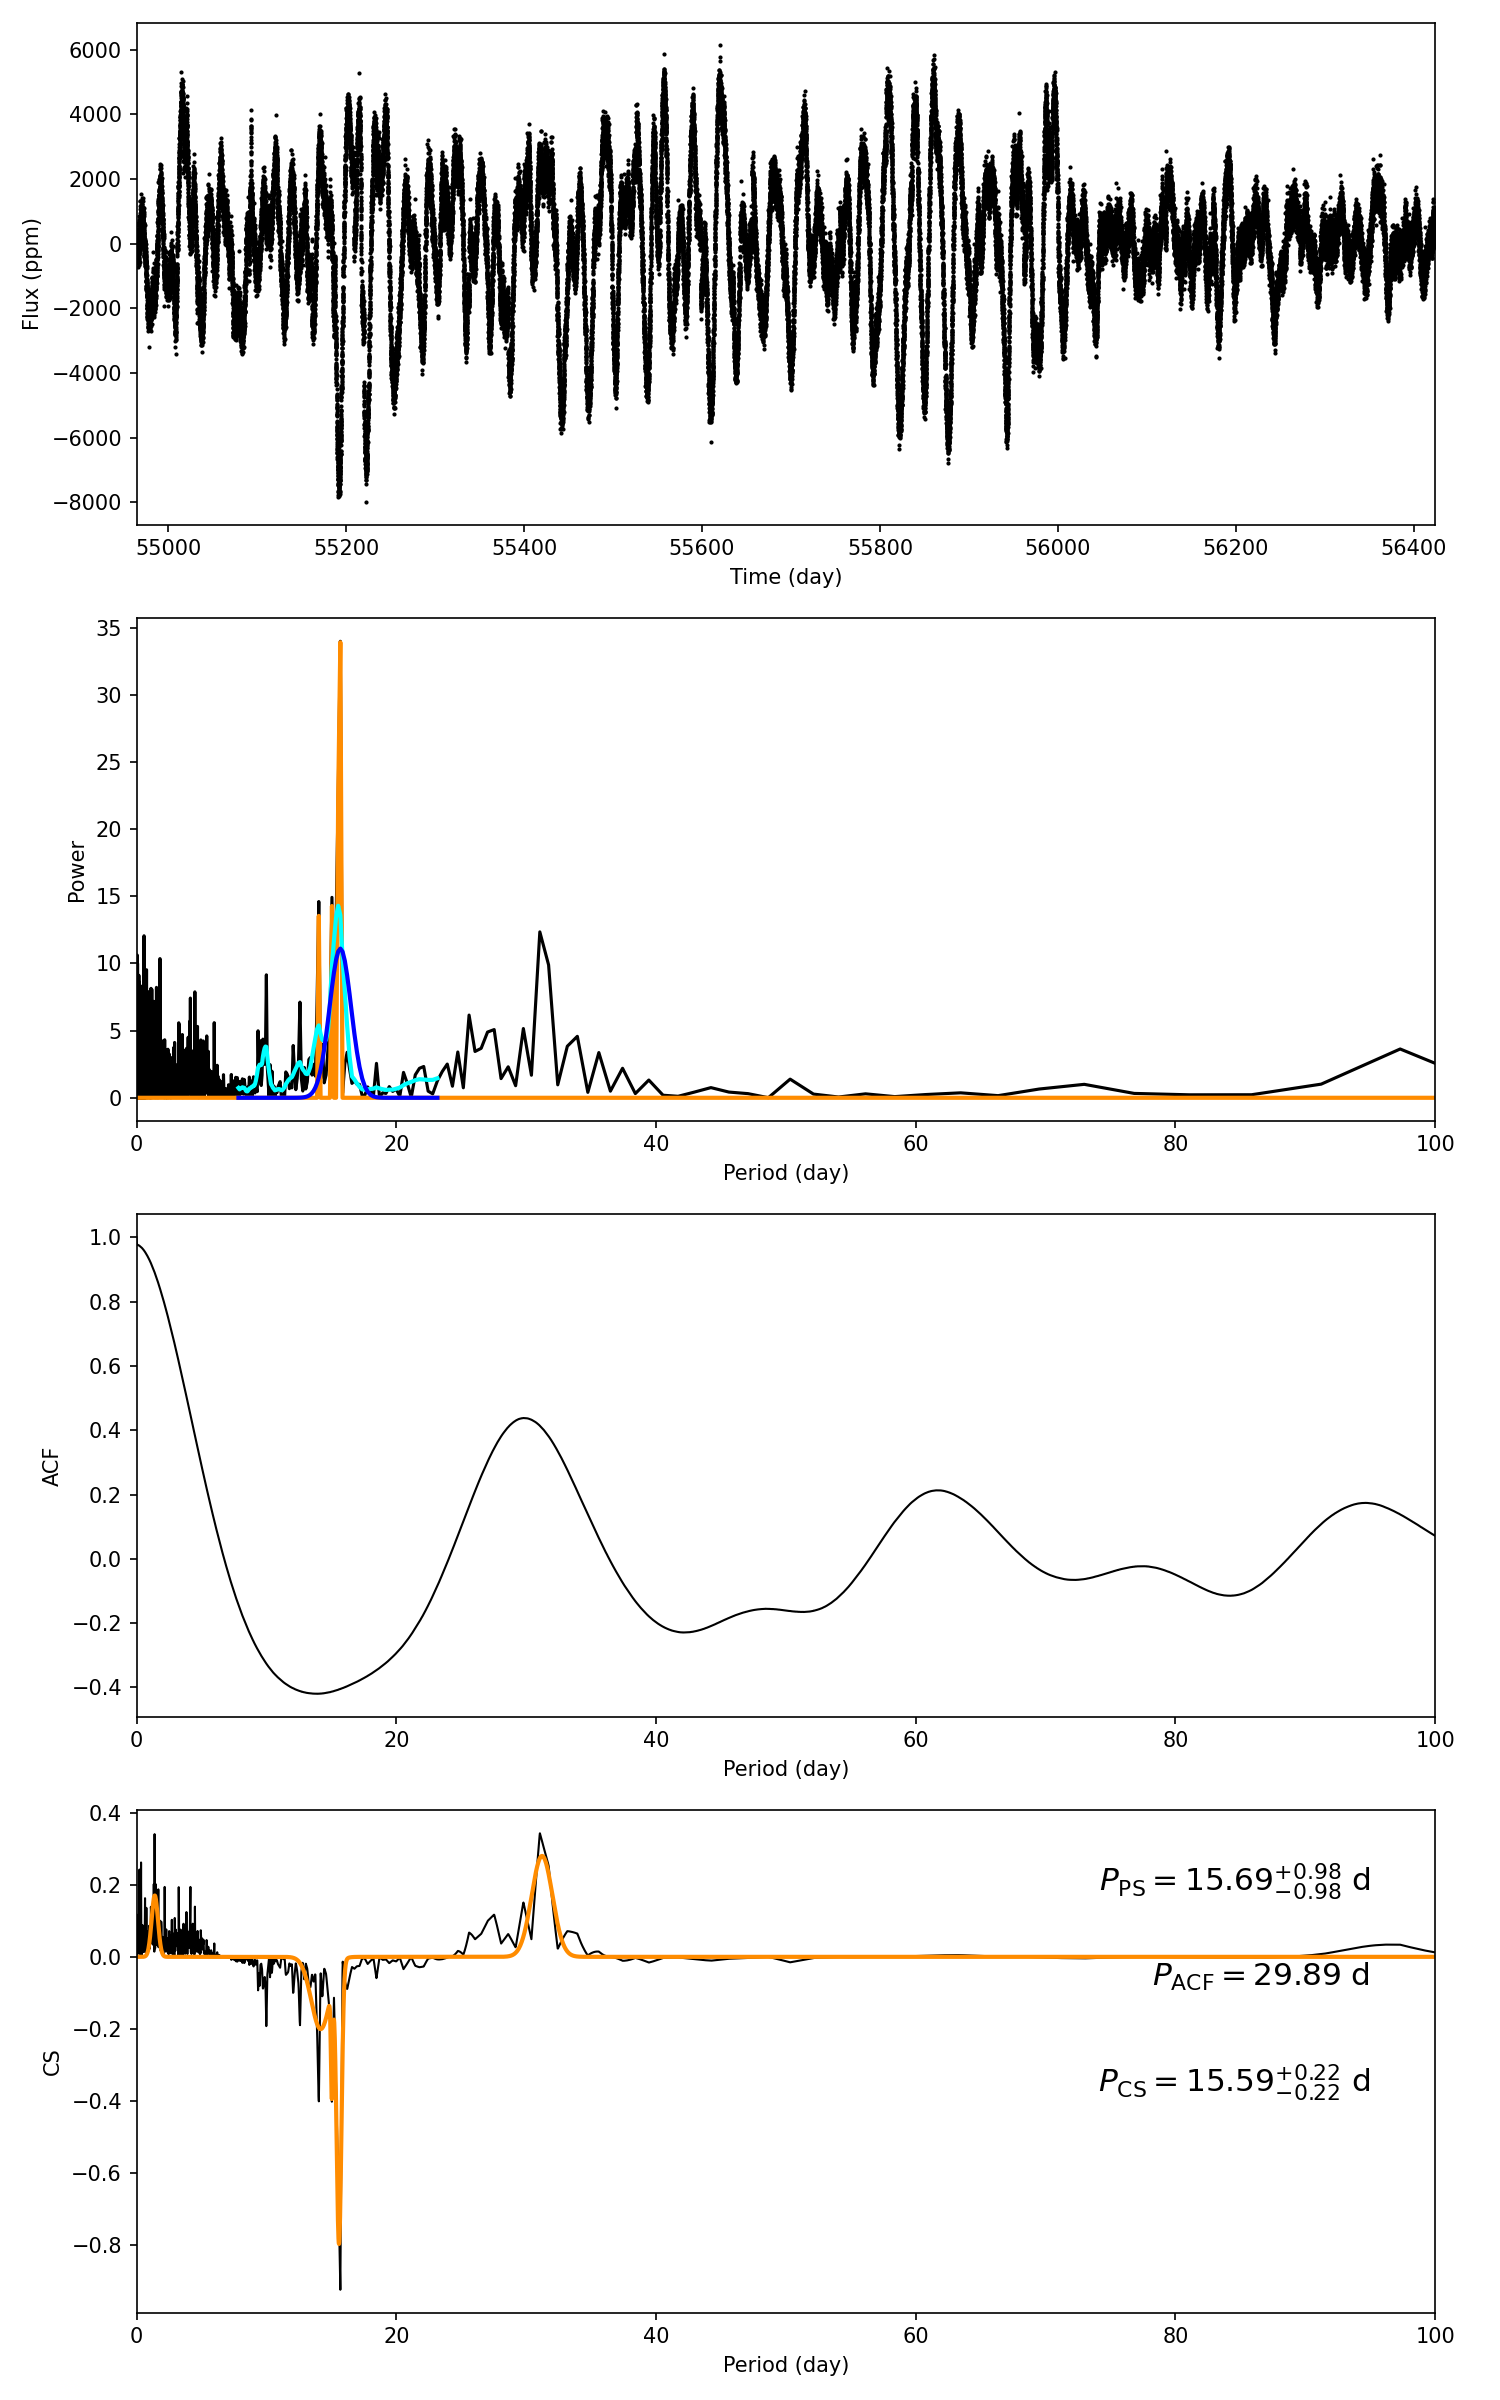 6000
4000
2000
0
−2000
−4000
−6000
−8000
Flux (ppm)
55000 55200 55400 55600 55800 56000 56200 56400
Time (day)
35
30
25
20
15
10
5
0
Power
0 20 40 60 80 100
Period (day)
1.0
0.8
0.6
0.4
0.2
0.0
−0.2
−0.4
ACF
0 20 40 60 80 100
Period (day)
0.4
0.2
0.0
−0.2
−0.4
−0.6
−0.8
CS
P_PS = 15.69 +0.98 −0.98 d
P_ACF = 29.89 d
P_CS = 15.59 +0.22 −0.22 d
0 20 40 60 80 100
Period (day)